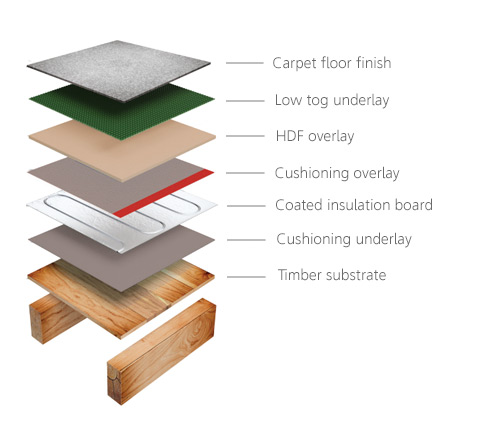 Carpet floor finish
Low tog underlay
HDF overlay
Cushioning overlay
Coated insulation board
Cushioning underlay
Timber substrate